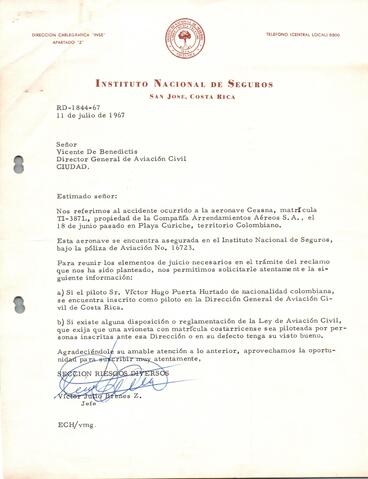 DIRECCION CABLEGRAFICA "INSE"
APARTADO "Z"
TELEFONO (CENTRAL LOCAL) 5800
INSTITUTO NACIONAL DE SEGUROS
SAN JOSE, COSTA RICA
RD-1844-67
11 de julio de 1967
Señor
Vicente De Benedictis
Director General de Aviación Civil
CIUDAD.
Estimado señor:
Nos referimos al accidente ocurrido a la aeronave Cessna, matrícula
TI-387L, propiedad de la Compañía Arrendamientos Aéreos S.A., el
18 de junio pasado en Playa Curiche, territorio Colombiano.
Esta aeronave se encuentra asegurada en el Instituto Nacional de Seguros,
bajo la póliza de Aviación No. 16723.
Para reunir los elementos de juicio necesarios en el trámite del reclamo
que nos ha sido planteado, nos permitimos solicitarle atentamente la si-
guiente información:
a) Si el piloto Sr. Víctor Hugo Puerta Hurtado de nacionalidad colombiana,
se encuentra inscrito como piloto en la Dirección General de Aviación Ci-
vil de Costa Rica.
b) Si existe alguna disposición o reglamentación de la Ley de Aviación Civil,
que exija que una avioneta con matrícula costarricense sea piloteada por per-
sonas inscritas ante esa Dirección o en su defecto tenga su visto bueno.
Agradeciéndole su amable atención a lo anterior, aprovechamos la oportu-
nidad para suscribir muy atentamente,
SECCION RIESGOS DIVERSOS
Víctor Julio Brenes Z.
Jefe
ECH/vmg.